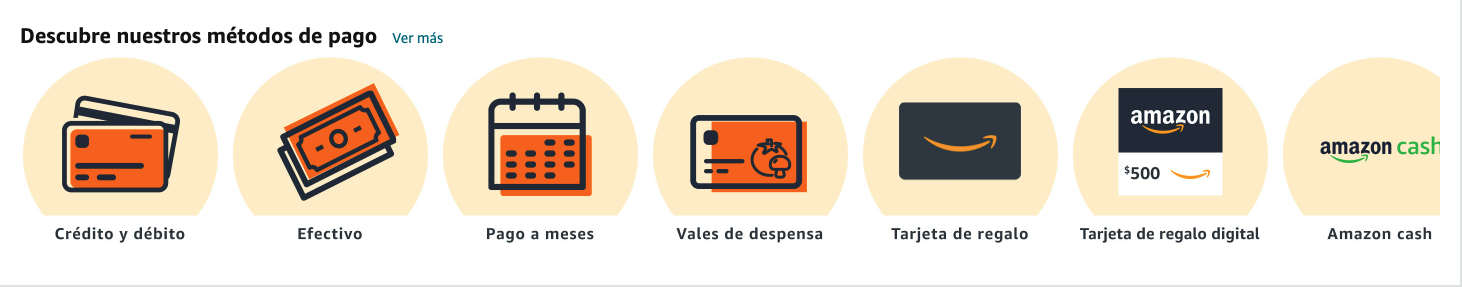 Descubre nuestros métodos de pago Ver más
amazon
$500
amazon cash
Crédito y débito
Efectivo
Pago a meses
Vales de despensa
Tarjeta de regalo
Tarjeta de regalo digital
Amazon cash